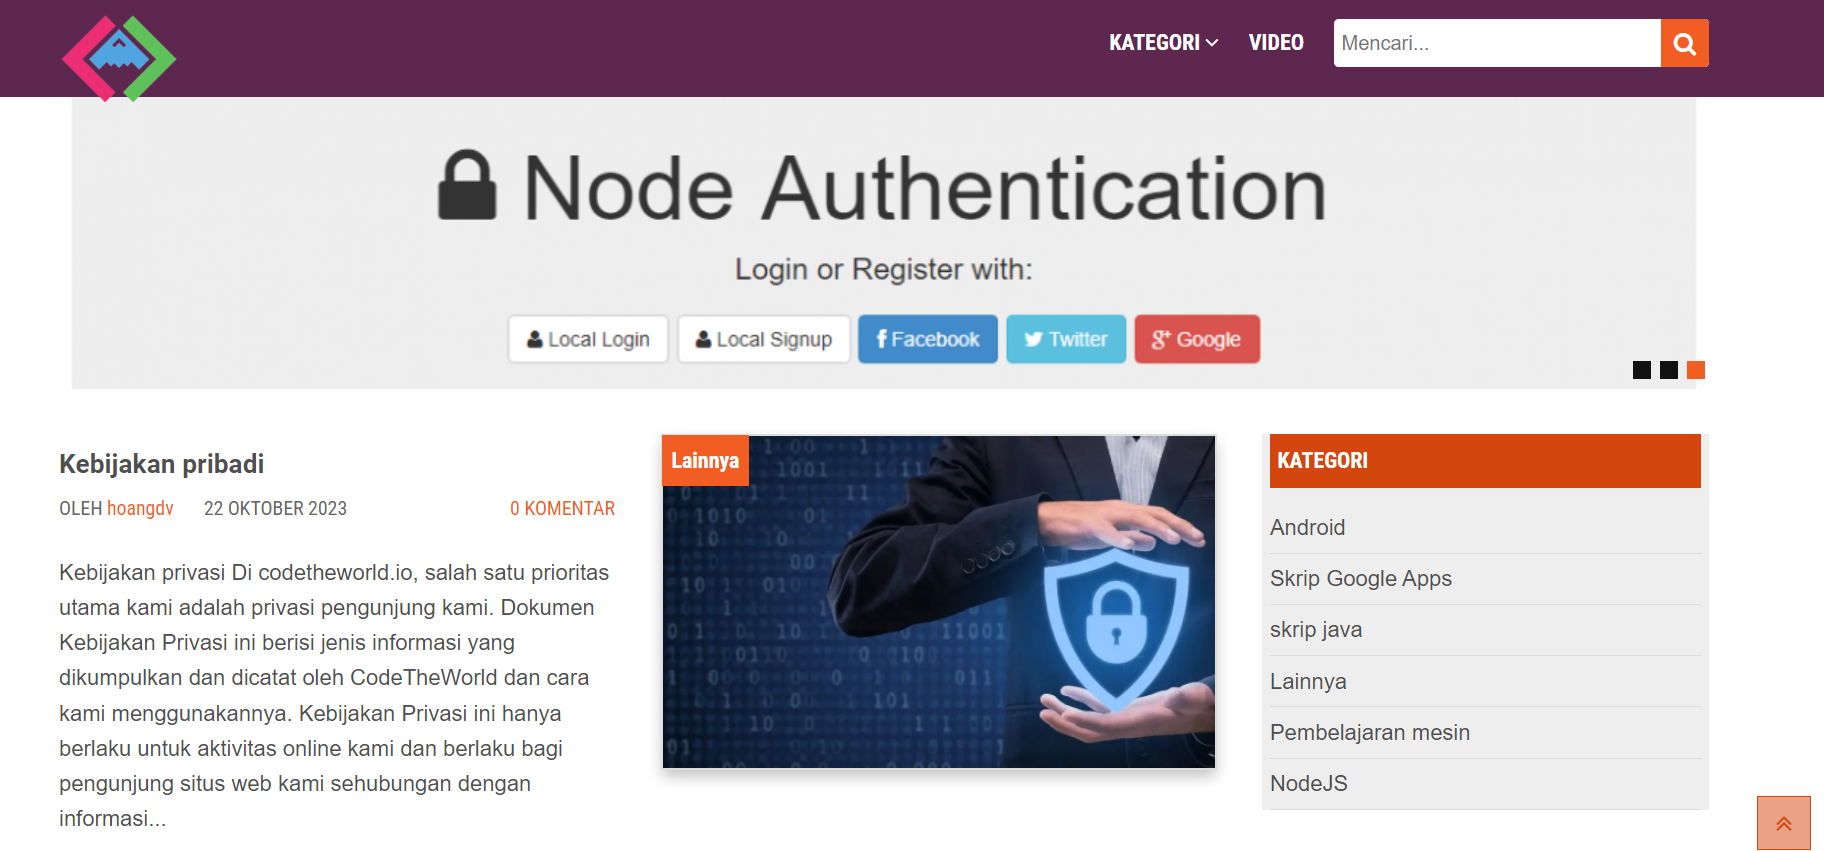 KATEGORI
VIDEO
Mencari...
Node Authentication
Login or Register with:
Local Login
Local Signup
Facebook
Twitter
Google
Kebijakan pribadi
OLEH hoangdv 22 OKTOBER 2023 0 KOMENTAR
Kebijakan privasi Di codetheworld.io, salah satu prioritas
utama kami adalah privasi pengunjung kami. Dokumen
Kebijakan Privasi ini berisi jenis informasi yang
dikumpulkan dan dicatat oleh CodeTheWorld dan cara
kami menggunakannya. Kebijakan Privasi ini hanya
berlaku untuk aktivitas online kami dan berlaku bagi
pengunjung situs web kami sehubungan dengan
informasi...
Lainnya
KATEGORI
Android
Skrip Google Apps
skrip java
Lainnya
Pembelajaran mesin
NodeJS